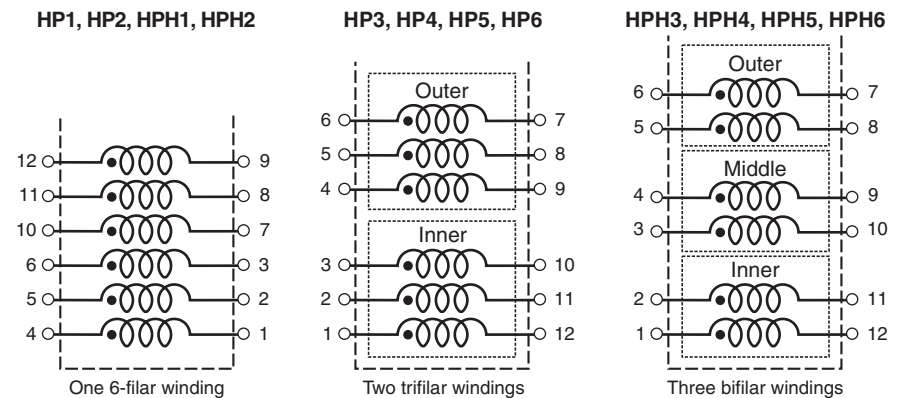 HP1, HP2, HPH1, HPH2
12 9
11 8
10 7
6 3
5 2
4 1
One 6-filar winding
HP3, HP4, HP5, HP6
Outer
6 7
5 8
4 9
Inner
3 10
2 11
1 12
Two trifilar windings
HPH3, HPH4, HPH5, HPH6
Outer
6 7
5 8
Middle
4 9
3 10
Inner
2 11
1 12
Three bifilar windings